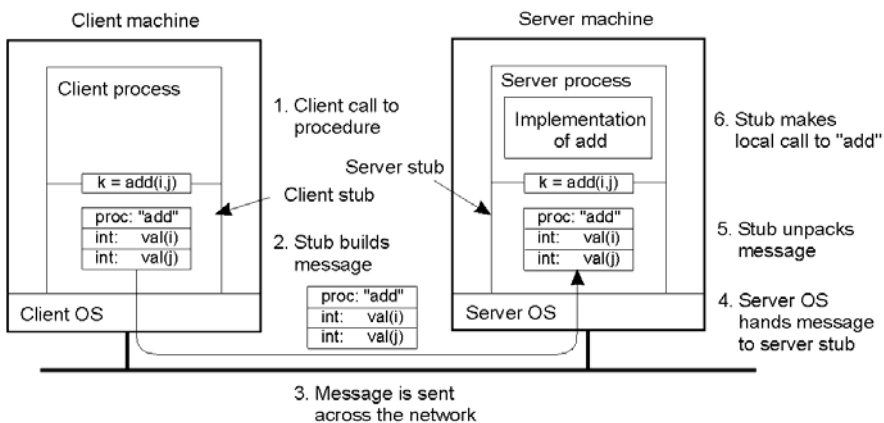 Client machine
Server machine
Client process
1. Client call to
procedure
Server process
Implementation
of add
6. Stub makes
local call to "add"
Server stub
k = add(i,j)
Client stub
k = add(i,j)
proc: "add"
int: val(i)
int: val(j)
2. Stub builds
message
proc: "add"
int: val(i)
int: val(j)
proc: "add"
int: val(i)
int: val(j)
5. Stub unpacks
message
Client OS
Server OS
4. Server OS
hands message
to server stub
3. Message is sent
across the network